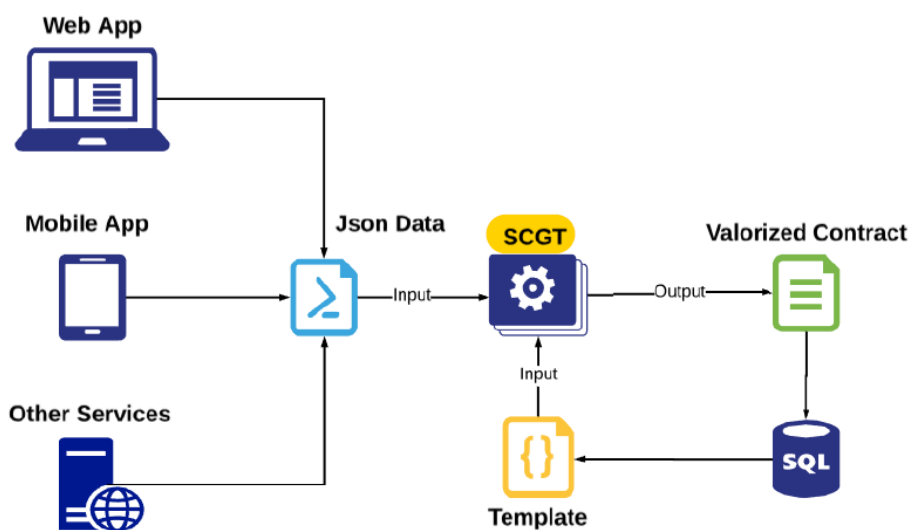 Web App
Mobile App
Json Data
SCGT
Valorized Contract
Input
Output
Input
Other Services
{}
SQL
Template